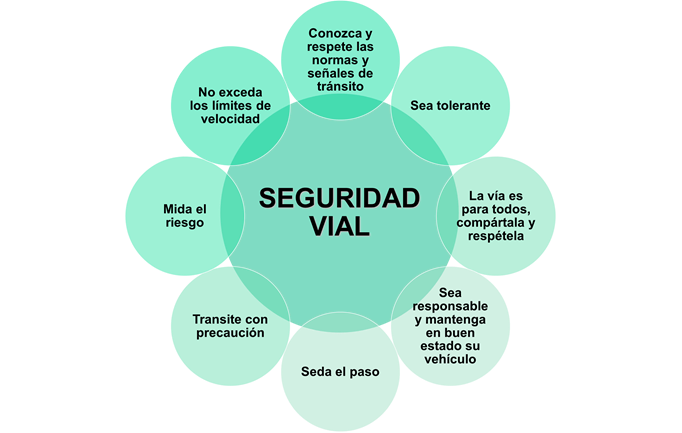 Conozca y
respete las
normas y
señales de
tránsito
Sea tolerante
La vía es
para todos,
compártala y
respétela
Sea
responsable
y mantenga
en buen
estado su
vehículo
Seda el paso
Transite con
precaución
Mida el
riesgo
No exceda
los límites de
velocidad
SEGURIDAD
VIAL